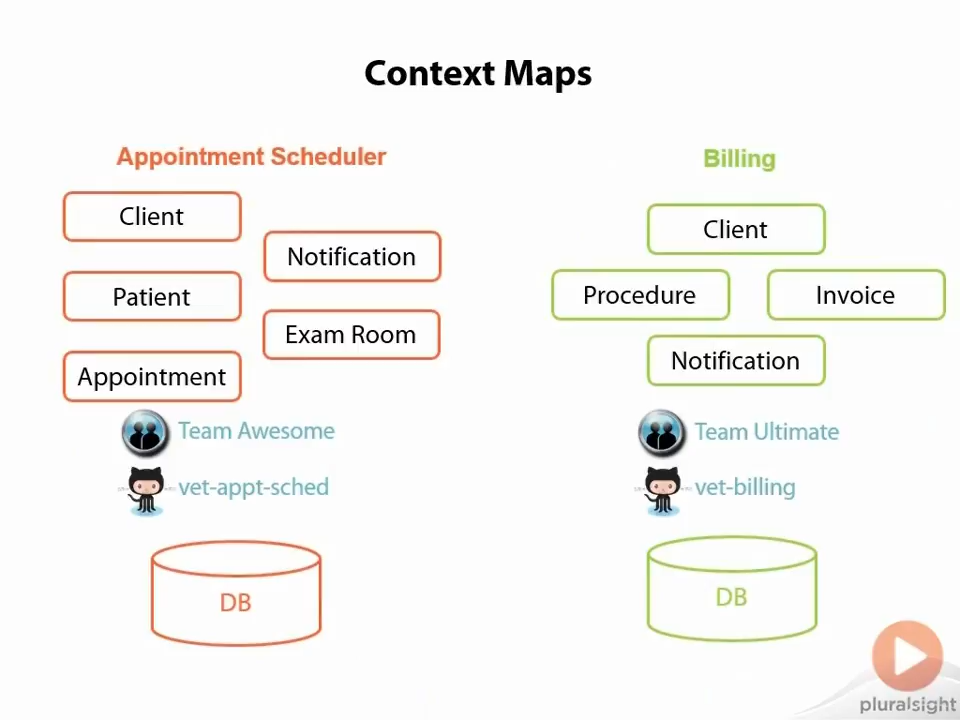 Context Maps
Appointment Scheduler
Client
Notification
Patient
Exam Room
Appointment
Team Awesome
vet-appt-sched
DB
Billing
Client
Procedure
Invoice
Notification
Team Ultimate
vet-billing
DB
pluralsight